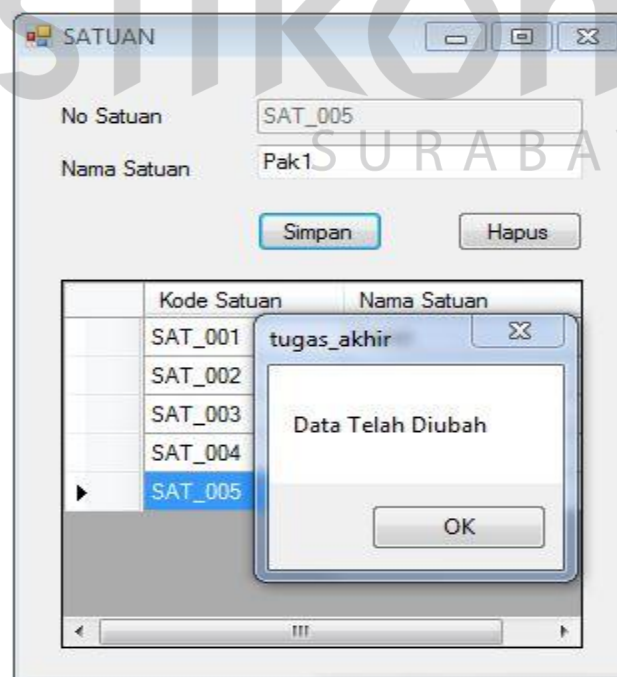 SATUAN
No Satuan SAT_005
Nama Satuan Pak1
Simpan Hapus
Kode Satuan Nama Satuan
SAT_001
SAT_002
SAT_003
SAT_004
SAT_005
tugas_akhir
Data Telah Diubah
OK
SURABA